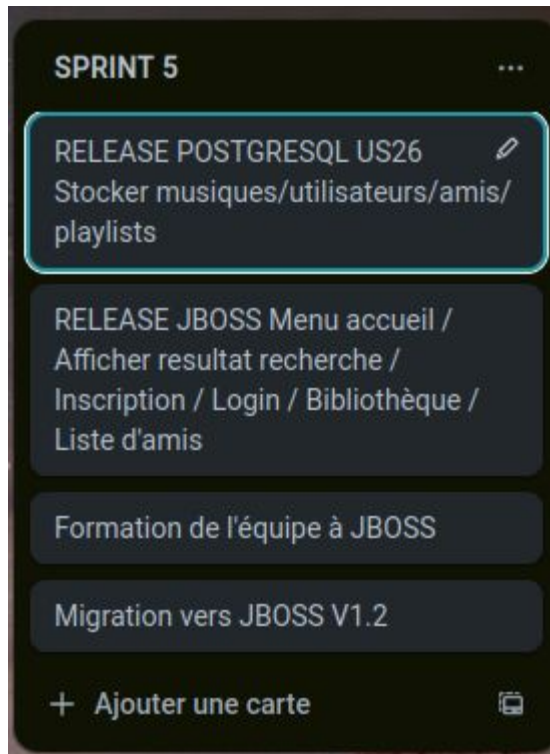 SPRINT 5
RELEASE POSTGRESQL US26
Stocker musiques/utilisateurs/amis/
playlists
RELEASE JBOSS Menu accueil /
Afficher resultat recherche /
Inscription / Login / Bibliothèque /
Liste d'amis
Formation de l'équipe à JBOSS
Migration vers JBOSS V1.2
+ Ajouter une carte